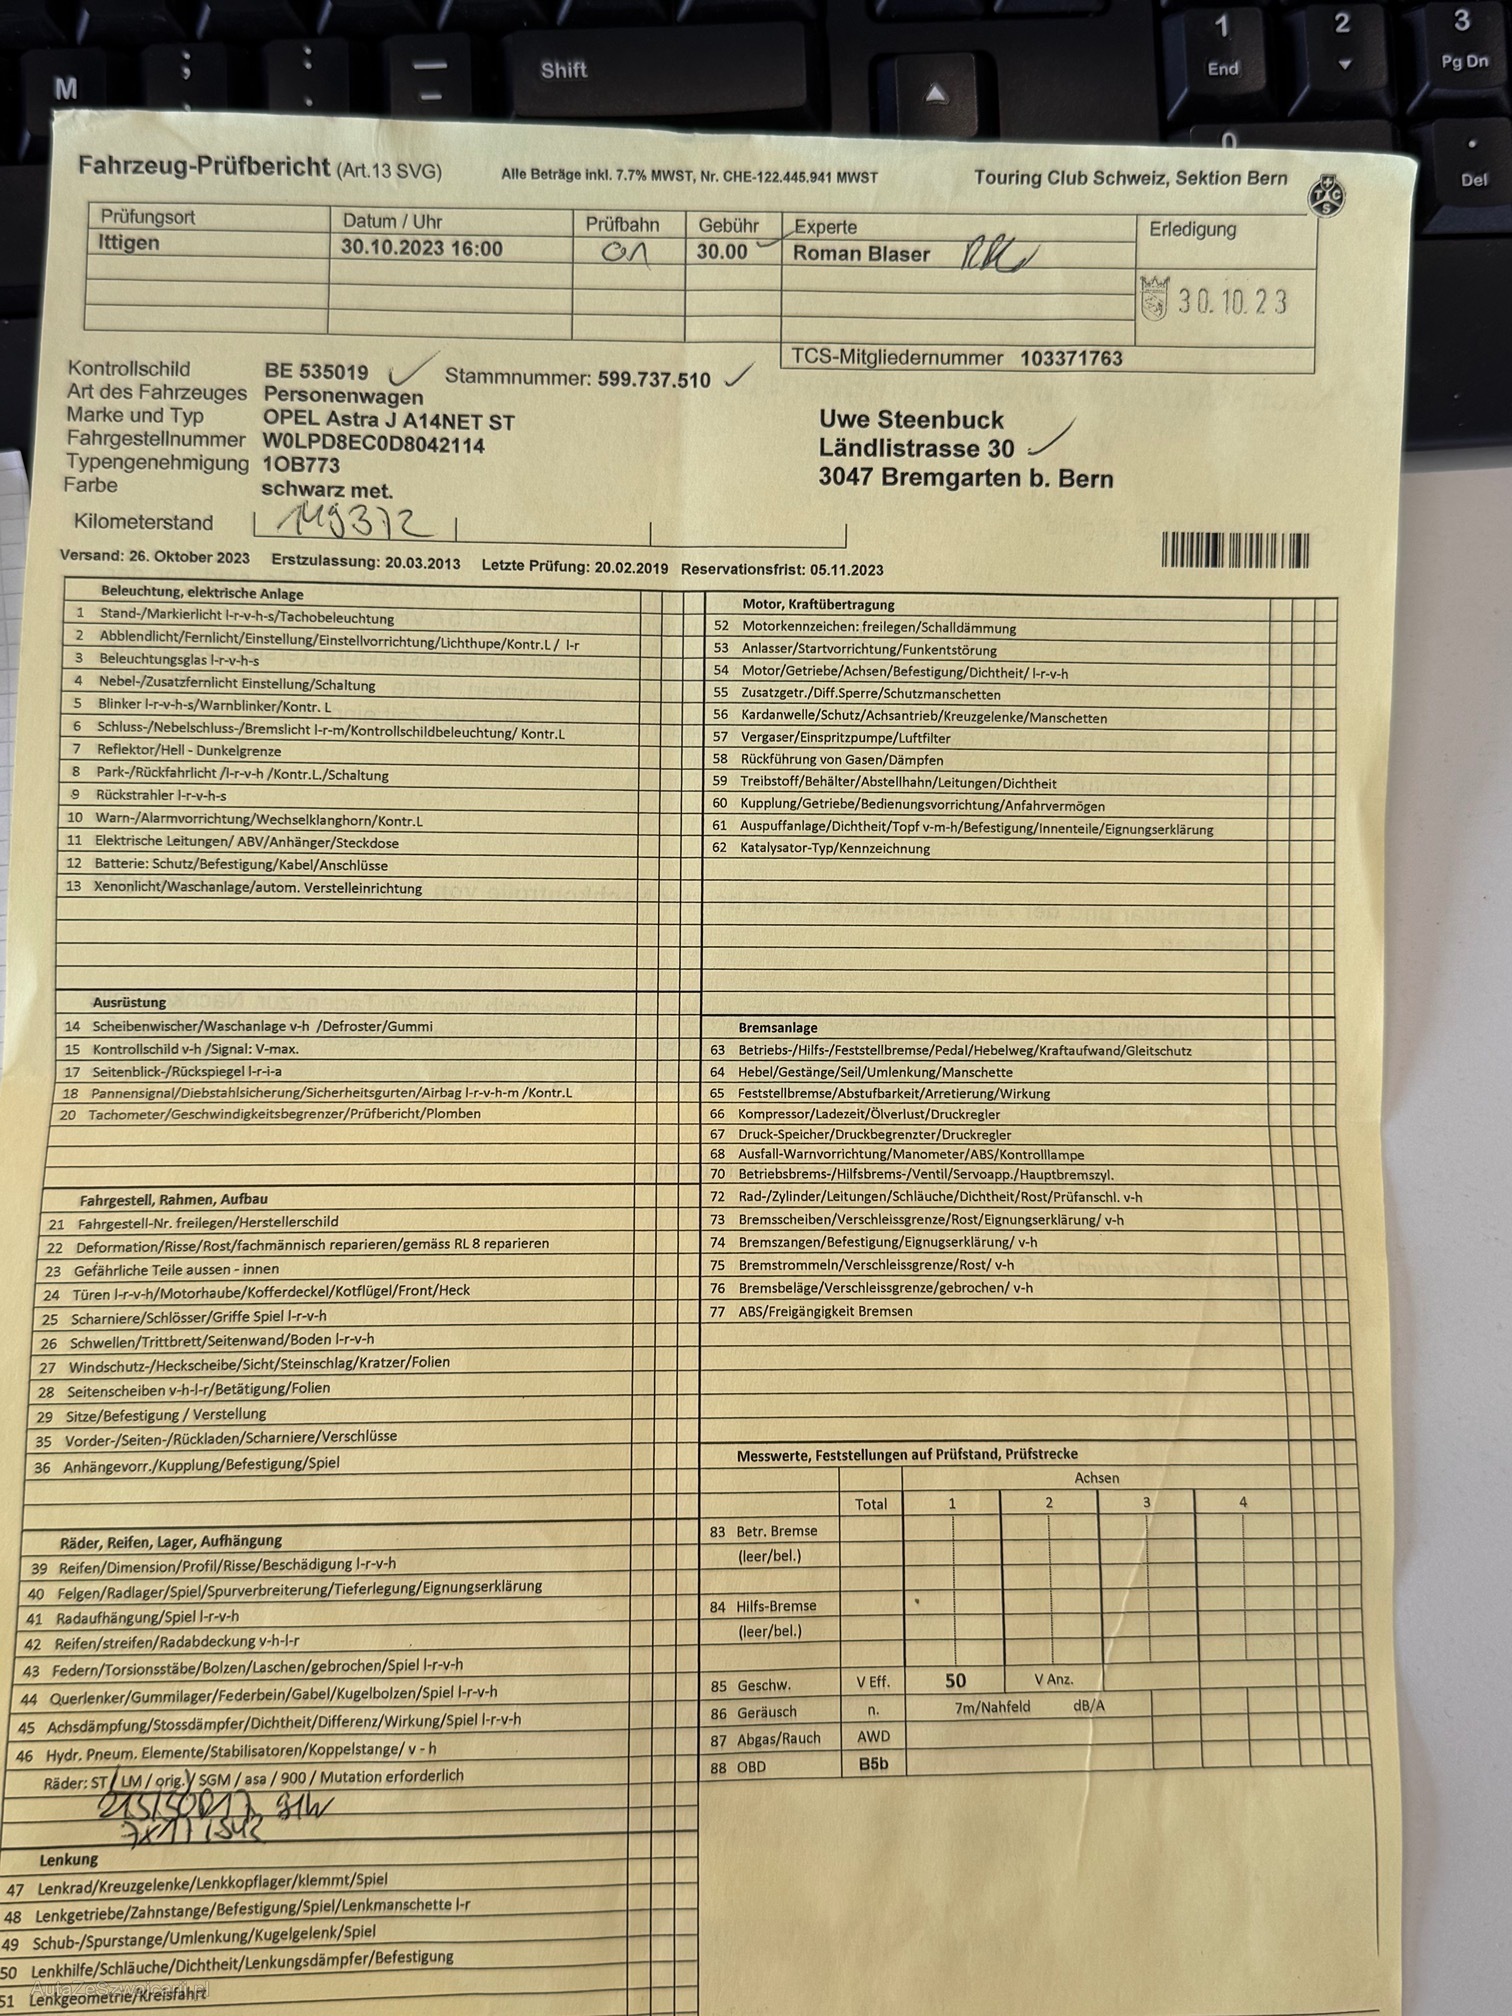 M
Shift
1
End
2
3
Pg Dn
0
Del
Fahrzeug-Prüfbericht (Art.13 SVG) Alle Beträge inkl. 7.7% MWST, Nr. CHE-122.445.941 MWST Touring Club Schweiz, Sektion Bern
TCS
Prüfungsort Datum / Uhr Prüfbahn Gebühr Experte Erledigung
Ittigen 30.10.2023 16:00 01 30.00 Roman Blaser
30.10.23
TCS-Mitgliedernummer 103371763
Kontrollschild BE 535019 Stammnummer: 599.737.510
Art des Fahrzeuges Personenwagen
Marke und Typ OPEL Astra J A14NET ST
Fahrgestellnummer W0LPD8EC0D8042114
Typengenehmigung 1OB773
Farbe schwarz met.
Uwe Steenbuck
Ländlistrasse 30
3047 Bremgarten b. Bern
Kilometerstand 149372
Versand: 26. Oktober 2023 Erstzulassung: 20.03.2013 Letzte Prüfung: 20.02.2019 Reservationsfrist: 05.11.2023
Beleuchtung, elektrische Anlage
1 Stand-/Markierlicht l-r-v-h-s/Tachobeleuchtung
2 Abblendlicht/Fernlicht/Einstellung/Einstellvorrichtung/Lichthupe/Kontr.L / l-r
3 Beleuchtungsglas l-r-v-h-s
4 Nebel-/Zusatzfernlicht Einstellung/Schaltung
5 Blinker l-r-v-h-s/Warnblinker/Kontr. L
6 Schluss-/Nebelschluss-/Bremslicht l-r-m/Kontrollschildbeleuchtung/ Kontr.L
7 Reflektor/Hell - Dunkelgrenze
8 Park-/Rückfahrlicht /l-r-v-h /Kontr.L./Schaltung
9 Rückstrahler l-r-v-h-s
10 Warn-/Alarmvorrichtung/Wechselklanghorn/Kontr.L
11 Elektrische Leitungen/ ABV/Anhänger/Steckdose
12 Batterie: Schutz/Befestigung/Kabel/Anschlüsse
13 Xenonlicht/Waschanlage/autom. Verstelleinrichtung
Ausrüstung
14 Scheibenwischer/Waschanlage v-h /Defroster/Gummi
15 Kontrollschild v-h /Signal: V-max.
17 Seitenblick-/Rückspiegel l-r-i-a
18 Pannensignal/Diebstahlsicherung/Sicherheitsgurten/Airbag l-r-v-h-m /Kontr.L
20 Tachometer/Geschwindigkeitsbegrenzer/Prüfbericht/Plomben
Fahrgestell, Rahmen, Aufbau
21 Fahrgestell-Nr. freilegen/Herstellerschild
22 Deformation/Risse/Rost/fachmännisch reparieren/gemäss RL 8 reparieren
23 Gefährliche Teile aussen - innen
24 Türen l-r-v-h/Motorhaube/Kofferdeckel/Kotflügel/Front/Heck
25 Scharniere/Schlösser/Griffe Spiel l-r-v-h
26 Schwellen/Trittbrett/Seitenwand/Boden l-r-v-h
27 Windschutz-/Heckscheibe/Sicht/Steinschlag/Kratzer/Folien
28 Seitenscheiben v-h-l-r/Betätigung/Folien
29 Sitze/Befestigung / Verstellung
35 Vorder-/Seiten-/Rückladen/Scharniere/Verschlüsse
36 Anhängevorr./Kupplung/Befestigung/Spiel
Räder, Reifen, Lager, Aufhängung
39 Reifen/Dimension/Profil/Risse/Beschädigung l-r-v-h
40 Felgen/Radlager/Spiel/Spurverbreiterung/Tieferlegung/Eignungserklärung
41 Radaufhängung/Spiel l-r-v-h
42 Reifen/streifen/Radabdeckung v-h-l-r
43 Federn/Torsionsstäbe/Bolzen/Laschen/gebrochen/Spiel l-r-v-h
44 Querlenker/Gummilager/Federbein/Gabel/Kugelbolzen/Spiel l-r-v-h
45 Achsdämpfung/Stossdämpfer/Dichtheit/Differenz/Wirkung/Spiel l-r-v-h
46 Hydr. Pneum. Elemente/Stabilisatoren/Koppelstange/ v - h
Räder: ST / LM / orig. / SGM / asa / 900 / Mutation erforderlich
215/50R17 91W
Lenkung
47 Lenkrad/Kreuzgelenke/Lenkkopflager/klemmt/Spiel
48 Lenkgetriebe/Zahnstange/Befestigung/Spiel/Lenkmanschette l-r
49 Schub-/Spurstange/Umlenkung/Kugelgelenk/Spiel
50 Lenkhilfe/Schläuche/Dichtheit/Lenkungsdämpfer/Befestigung
51 Lenkgeometrie/Kreisfahrt
Motor, Kraftübertragung
52 Motorkennzeichen: freilegen/Schalldämmung
53 Anlasser/Startvorrichtung/Funkentstörung
54 Motor/Getriebe/Achsen/Befestigung/Dichtheit/ l-r-v-h
55 Zusatzgetr./Diff.Sperre/Schutzmanschetten
56 Kardanwelle/Schutz/Achsantrieb/Kreuzgelenke/Manschetten
57 Vergaser/Einspritzpumpe/Luftfilter
58 Rückführung von Gasen/Dämpfen
59 Treibstoff/Behälter/Abstellhahn/Leitungen/Dichtheit
60 Kupplung/Getriebe/Bedienungsvorrichtung/Anfahrvermögen
61 Auspuffanlage/Dichtheit/Topf v-m-h/Befestigung/Innenteile/Eignungserklärung
62 Katalysator-Typ/Kennzeichnung
Bremsanlage
63 Betriebs-/Hilfs-/Feststellbremse/Pedal/Hebelweg/Kraftaufwand/Gleitschutz
64 Hebel/Gestänge/Seil/Umlenkung/Manschette
65 Feststellbremse/Abstufbarkeit/Arretierung/Wirkung
66 Kompressor/Ladezeit/Ölverlust/Druckregler
67 Druck-Speicher/Druckbegrenzter/Druckregler
68 Ausfall-Warnvorrichtung/Manometer/ABS/Kontrolllampe
70 Betriebsbrems-/Hilfsbrems-/Ventil/Servoapp./Hauptbremszyl.
72 Rad-/Zylinder/Leitungen/Schläuche/Dichtheit/Rost/Prüfanschl. v-h
73 Bremsscheiben/Verschleissgrenze/Rost/Eignungserklärung/ v-h
74 Bremszangen/Befestigung/Eignugserklärung/ v-h
75 Bremstrommeln/Verschleissgrenze/Rost/ v-h
76 Bremsbeläge/Verschleissgrenze/gebrochen/ v-h
77 ABS/Freigängigkeit Bremsen
Messwerte, Feststellungen auf Prüfstand, Prüfstrecke
Achsen
Total 1 2 3 4
83 Betr. Bremse
(leer/bel.)
84 Hilfs-Bremse
(leer/bel.)
85 Geschw. V Eff. 50 V Anz.
86 Geräusch n. 7m/Nahfeld dB/A
87 Abgas/Rauch AWD
88 OBD B5b
AutaZeSzwajcarii.pl